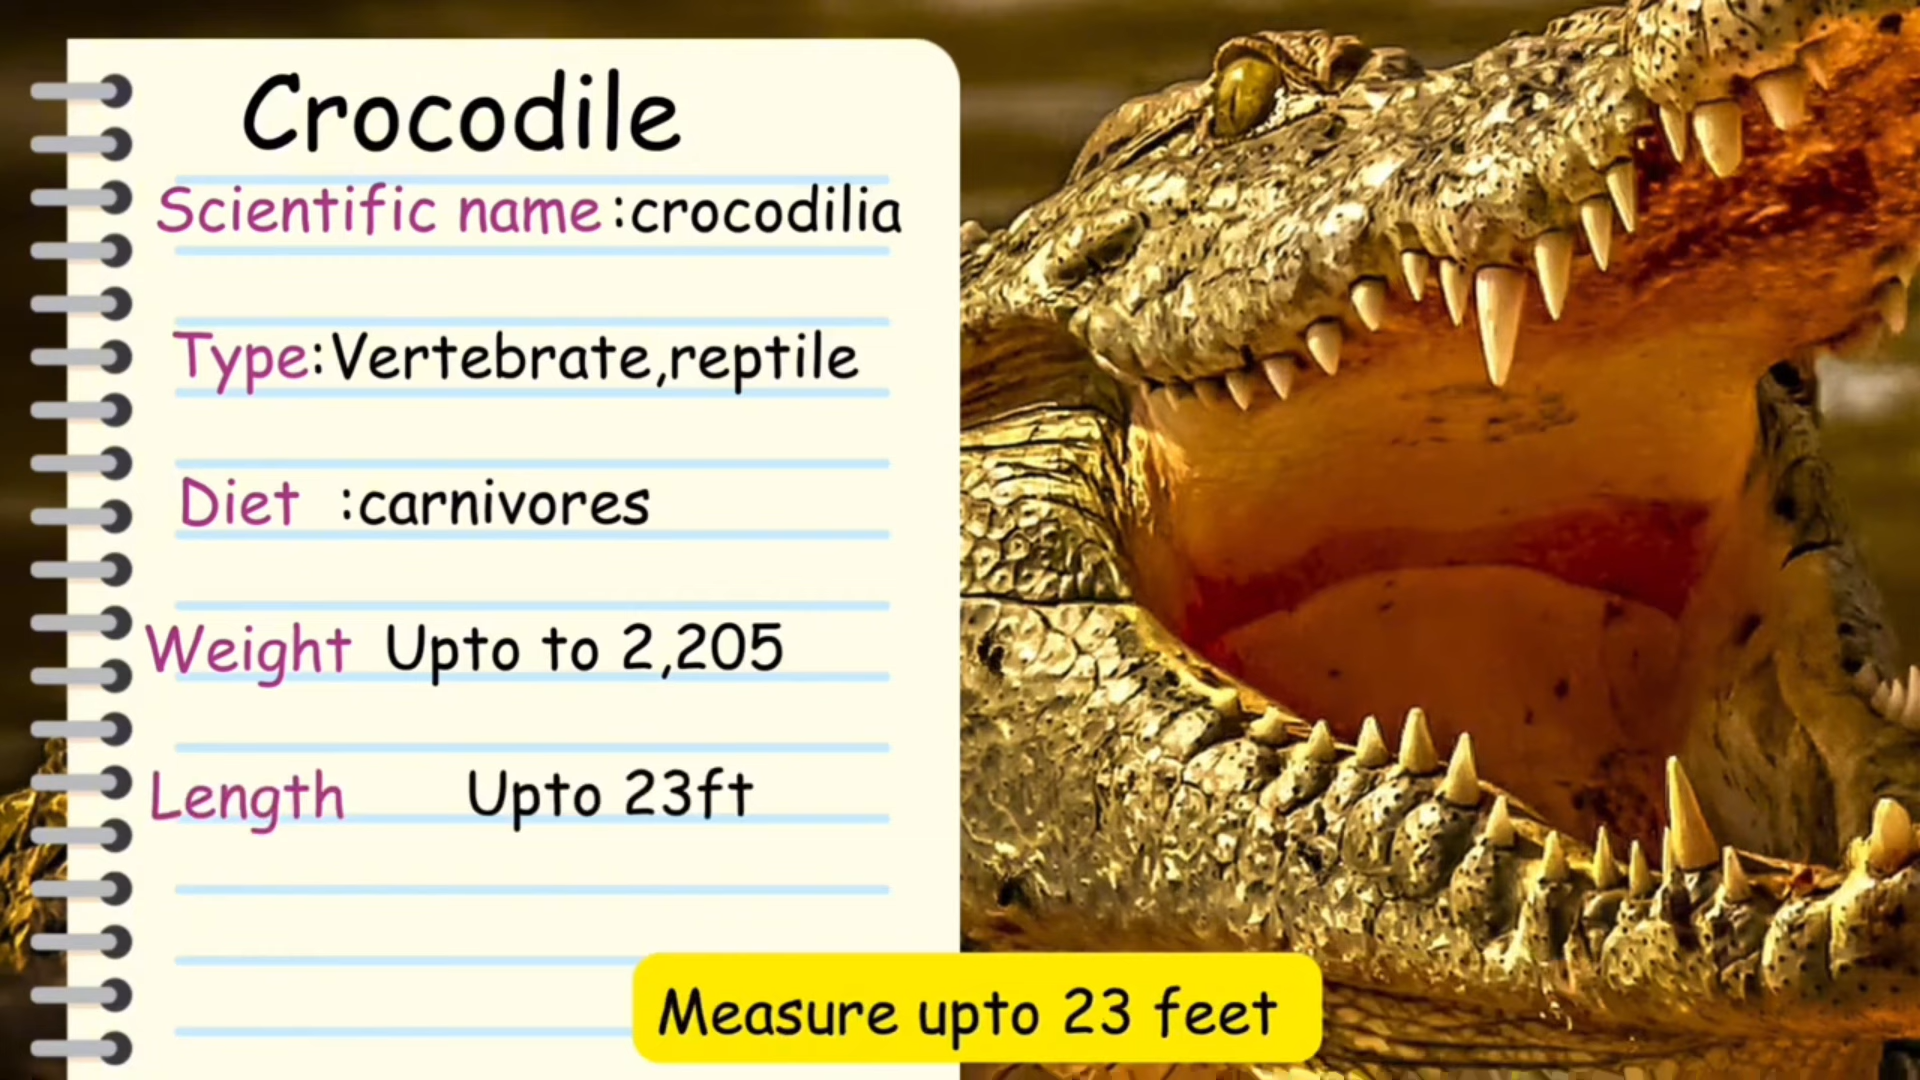 Crocodile
Scientific name :crocodilia
Type:Vertebrate,reptile
Diet :carnivores
Weight Upto to 2,205
Length Upto 23ft
Measure upto 23 feet